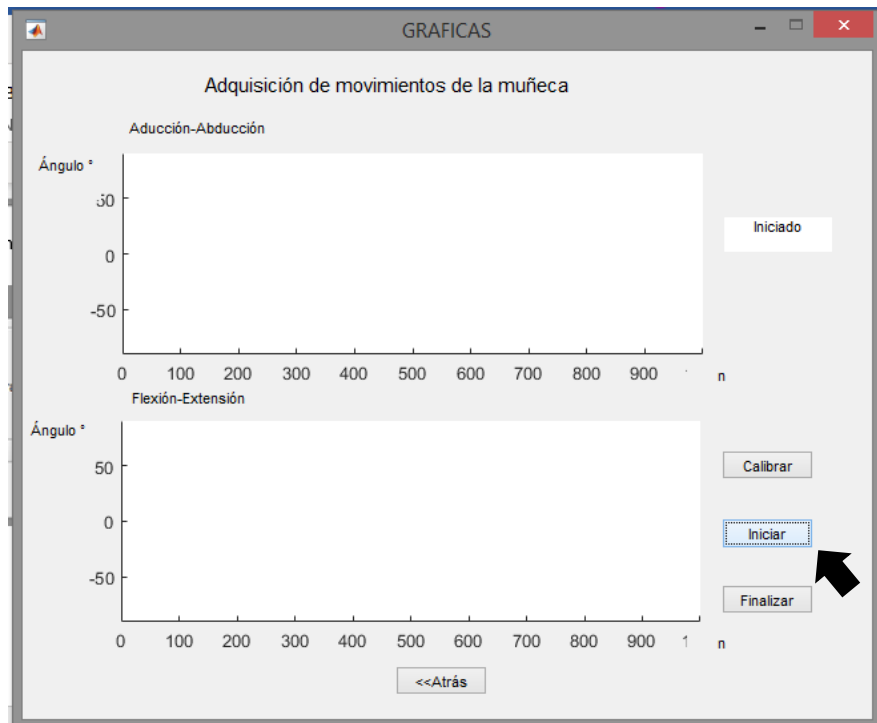 GRAFICAS
Adquisición de movimientos de la muñeca
Aducción-Abducción
Ángulo °
50
0
-50
0 100 200 300 400 500 600 700 800 900 n
Iniciado
Flexión-Extensión
Ángulo °
50
0
-50
0 100 200 300 400 500 600 700 800 900 1 n
Calibrar
Iniciar
Finalizar
<<Atrás